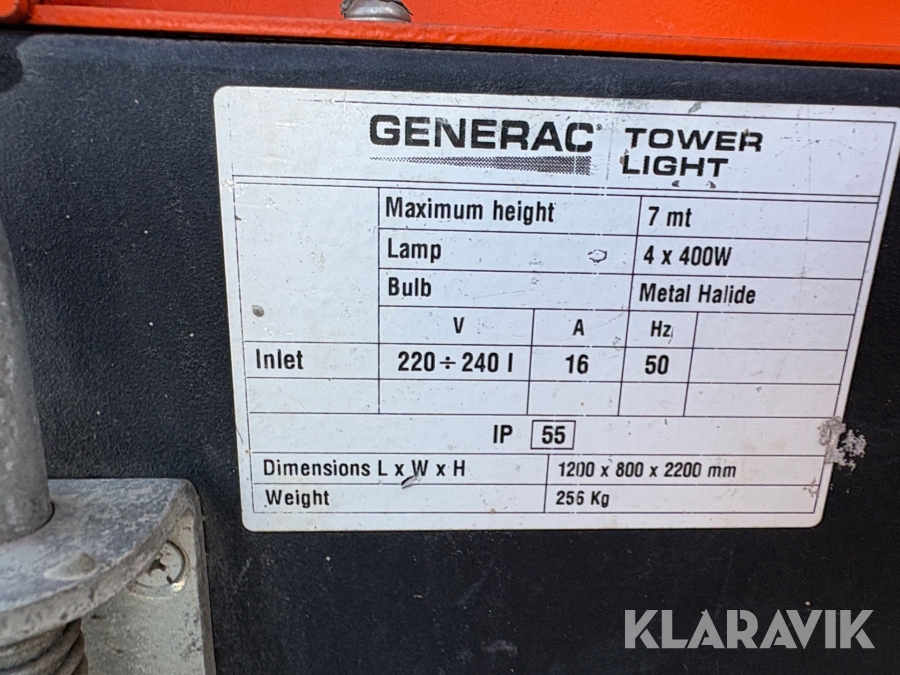 GENERAC TOWER LIGHT
Maximum height 7 mt
Lamp 4 x 400W
Bulb Metal Halide
V A Hz
Inlet 220 ÷ 240 I 16 50
IP 55
Dimensions L x W x H 1200 x 800 x 2200 mm
Weight 256 Kg
KLARAVIK